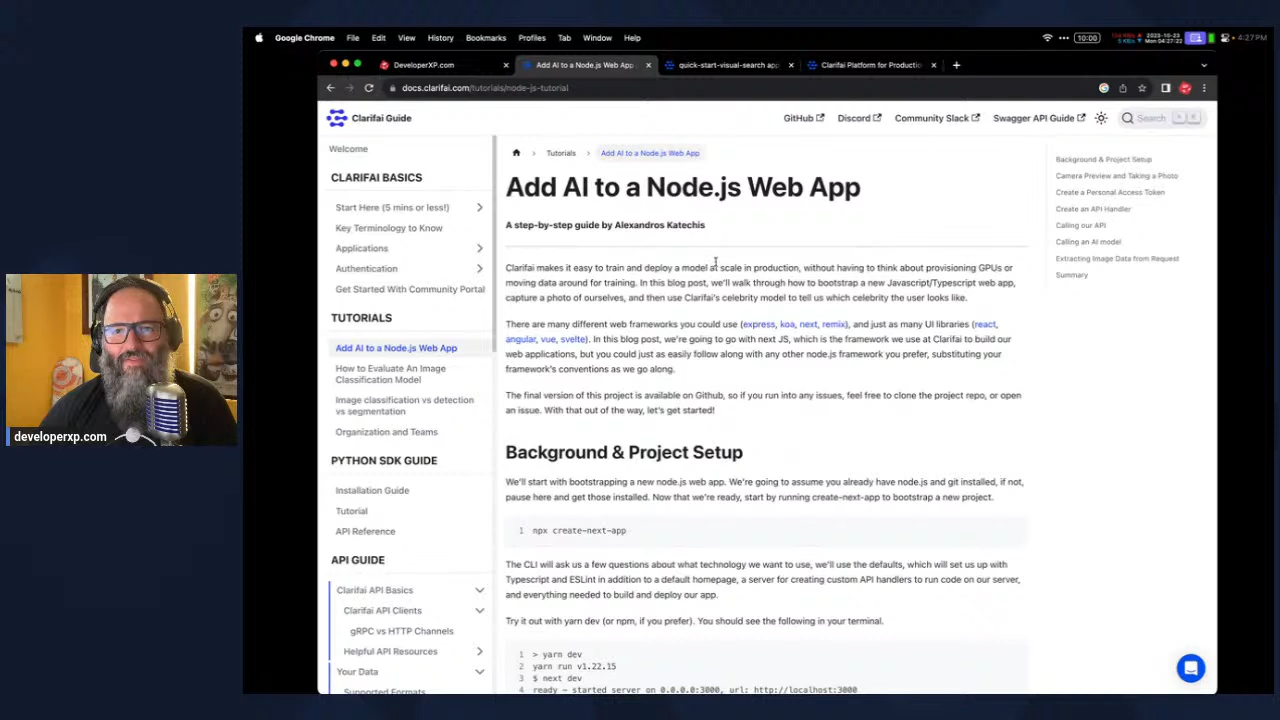 Google Chrome File Edit View History Bookmarks Profiles Tab Window Help 10:00 4:27PM
DeveloperXP.com × Add AI to a Node.js Web App × quick-start-visual-search app × Clarifai Platform for Producti × +
docs.clarifai.com/tutorials/node-js-tutorial
Clarifai Guide GitHub Discord Community Slack Swagger API Guide Search
Welcome
CLARIFAI BASICS
Start Here (5 mins or less!)
Key Terminology to Know
Applications
Authentication
Get Started With Community Portal
TUTORIALS
Add AI to a Node.js Web App
How to Evaluate An Image
Classification Model
Image classification vs detection
vs segmentation
Organization and Teams
PYTHON SDK GUIDE
Installation Guide
Tutorial
API Reference
API GUIDE
Clarifai API Basics
Clarifai API Clients
gRPC vs HTTP Channels
Helpful API Resources
Your Data
Supported Formats
Tutorials Add AI to a Node.js Web App
Add AI to a Node.js Web App
A step-by-step guide by Alexandros Katechis
Clarifai makes it easy to train and deploy a model at scale in production, without having to think about provisioning GPUs or
moving data around for training. In this blog post, we'll walk through how to bootstrap a new Javascript/Typescript web app,
capture a photo of ourselves, and then use Clarifai's celebrity model to tell us which celebrity the user looks like.
There are many different web frameworks you could use (express, koa, next, remix), and just as many UI libraries (react,
angular, vue, svelte). In this blog post, we're going to go with next JS, which is the framework we use at Clarifai to build our
web applications, but you could just as easily follow along with any other node.js framework you prefer, substituting your
framework's conventions as we go along.
The final version of this project is available on Github, so if you run into any issues, feel free to clone the project repo, or open
an issue. With that out of the way, let's get started!
Background & Project Setup
We'll start with bootstrapping a new node.js web app. We're going to assume you already have node.js and git installed, if not,
pause here and get those installed. Now that we're ready, start by running create-next-app to bootstrap a new project.
1 npx create-next-app
The CLI will ask us a few questions about what technology we want to use, we'll use the defaults, which will set us up with
Typescript and ESLint in addition to a default homepage, a server for creating custom API handlers to run code on our server,
and everything needed to build and deploy our app.
Try it out with yarn dev (or npm, if you prefer). You should see the following in your terminal.
1 > yarn dev
2 yarn run v1.22.15
3 $ next dev
4 ready - started server on 0.0.0.0:3000, url: http://localhost:3000
Background & Project Setup
Camera Preview and Taking a Photo
Create a Personal Access Token
Create an API Handler
Calling our API
Calling an AI model
Extracting Image Data from Request
Summary
developerxp.com